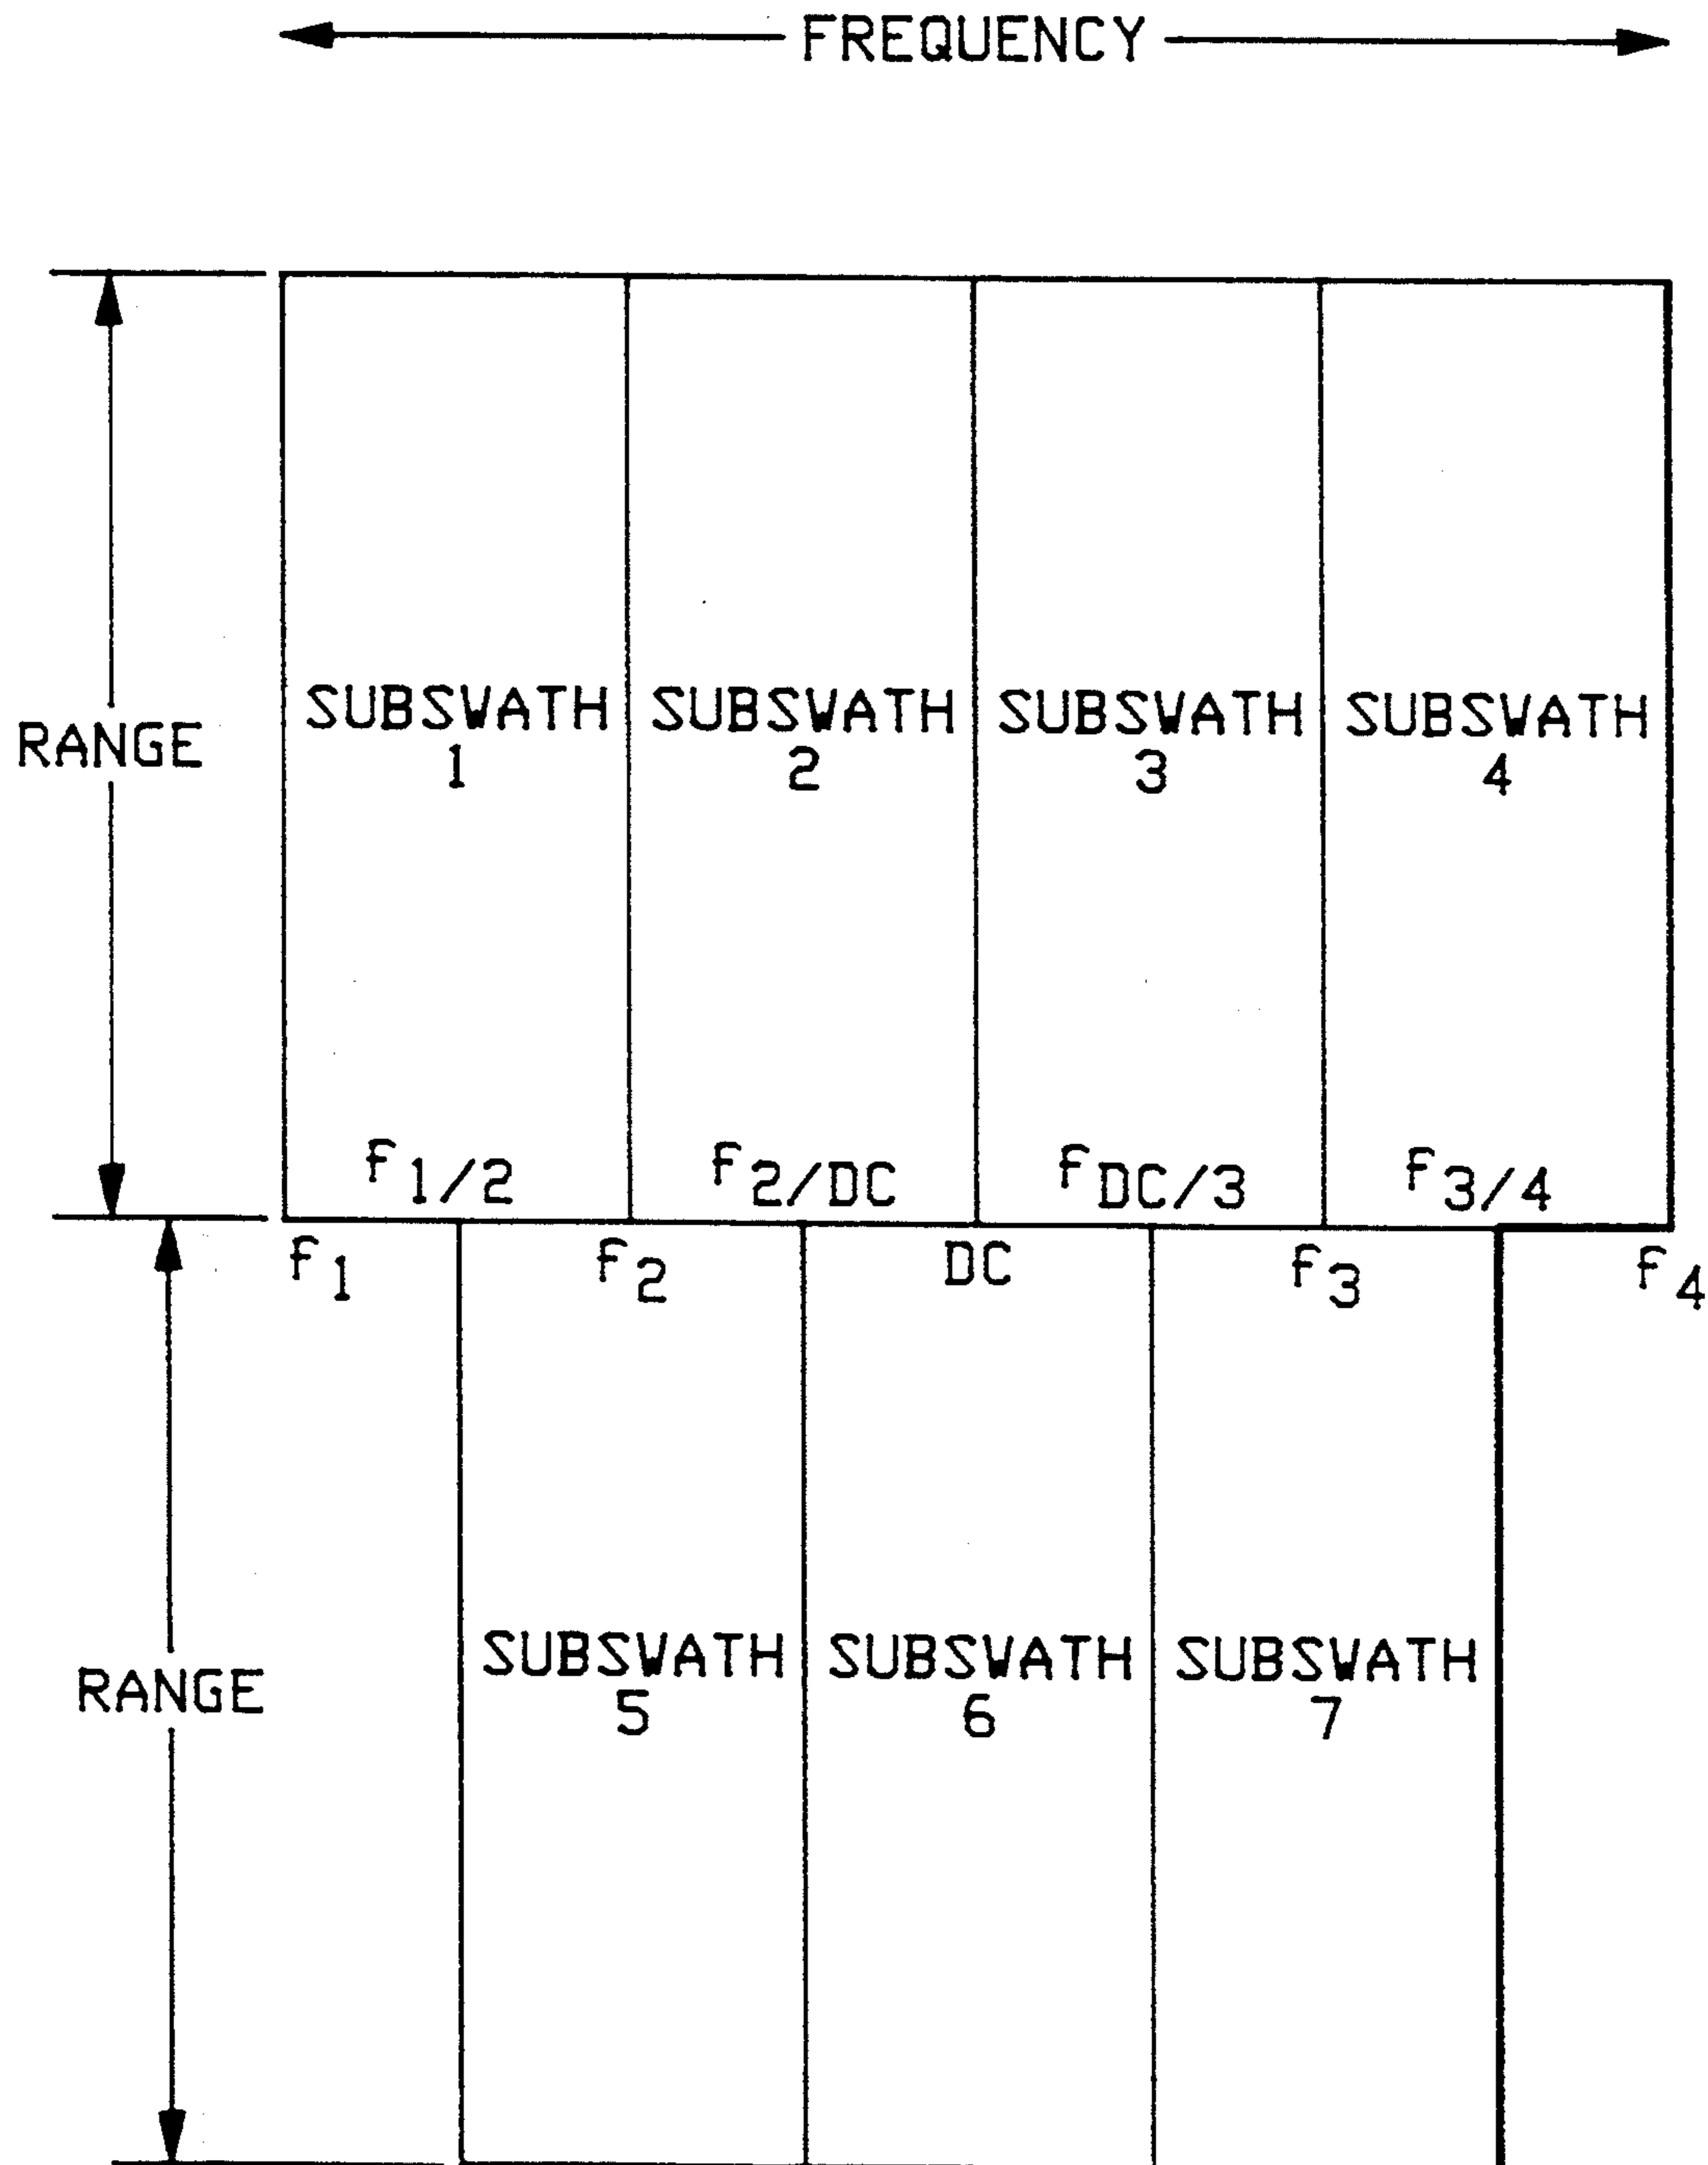 FREQUENCY
SUBSWATH SUBSWATH SUBSWATH SUBSWATH
1 2 3 4
RANGE
f1/2 f2/DC fDC/3 f3/4
f1 f2 DC f3 f4
SUBSWATH SUBSWATH SUBSWATH
5 6 7
RANGE